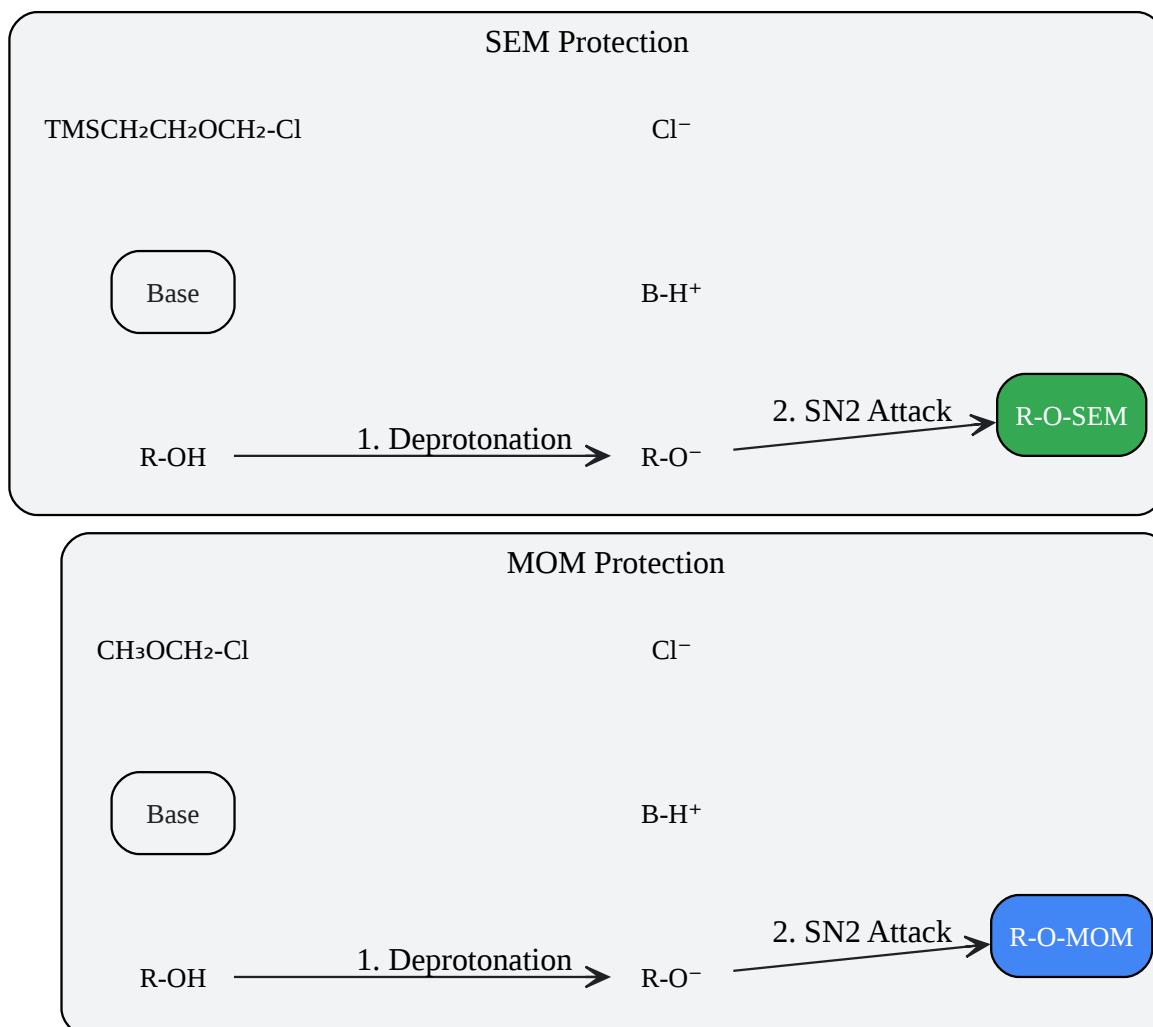 SEM Protection
TMSCH₂CH₂OCH₂-Cl
Cl⁻
Base
B-H⁺
R-OH
1. Deprotonation
R-O⁻
2. SN2 Attack
R-O-SEM
MOM Protection
CH₃OCH₂-Cl
Cl⁻
Base
B-H⁺
R-OH
1. Deprotonation
R-O⁻
2. SN2 Attack
R-O-MOM